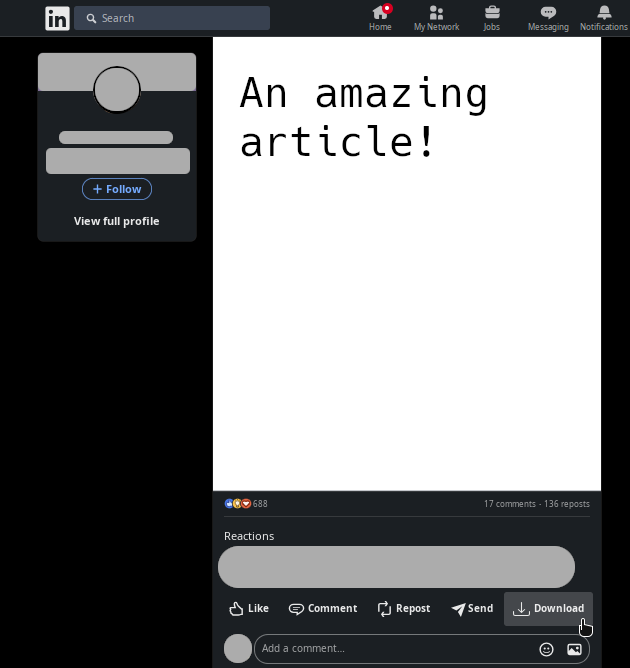 in
Search
Home
My Network
Jobs
Messaging
Notifications
An amazing
article!
+ Follow
View full profile
688
17 comments - 136 reposts
Reactions
Like
Comment
Repost
Send
Download
Add a comment...